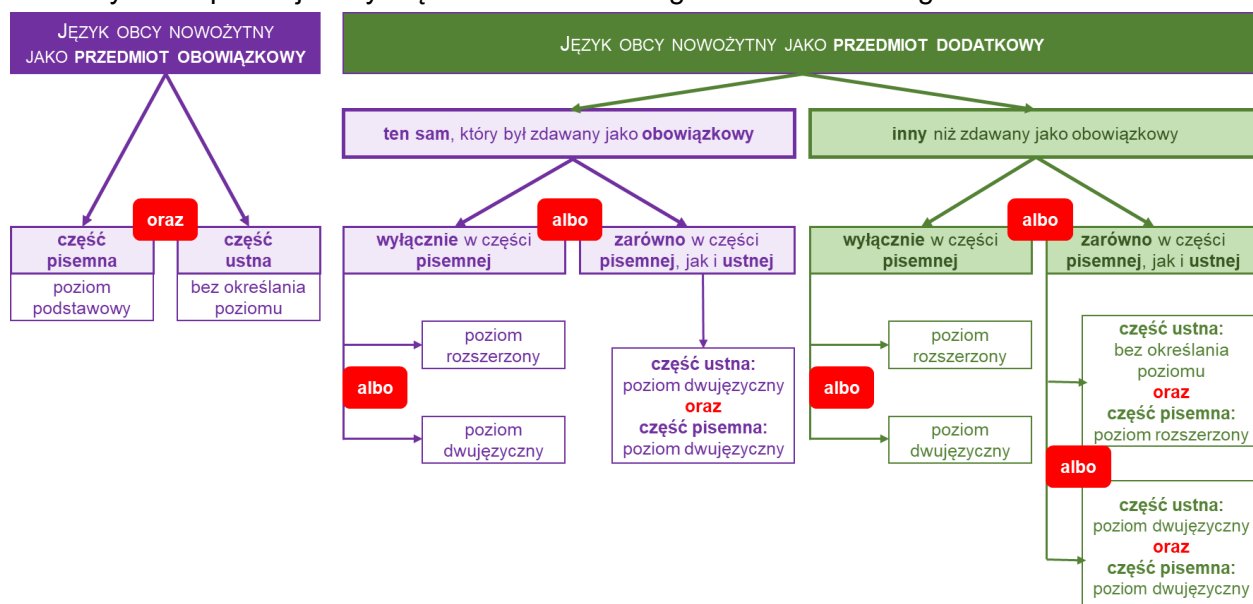 JĘZYK OBCY NOWOŻYTNY
JAKO PRZEDMIOT OBOWIĄZKOWY
oraz
część
pisemna
poziom
podstawowy
część
ustna
bez określania
poziomu
JĘZYK OBCY NOWOŻYTNY JAKO PRZEDMIOT DODATKOWY
ten sam, który był zdawany jako obowiązkowy
albo
wyłącznie w części
pisemnej
poziom
rozszerzony
albo
poziom
dwujęzyczny
zarówno w części
pisemnej, jak i ustnej
część ustna:
poziom dwujęzyczny
oraz
część pisemna:
poziom dwujęzyczny
inny niż zdawany jako obowiązkowy
albo
wyłącznie w części
pisemnej
poziom
rozszerzony
albo
poziom
dwujęzyczny
zarówno w części
pisemnej, jak i ustnej
część ustna:
bez określania
poziomu
oraz
część pisemna:
poziom rozszerzony
albo
część ustna:
poziom dwujęzyczny
oraz
część pisemna:
poziom dwujęzyczny